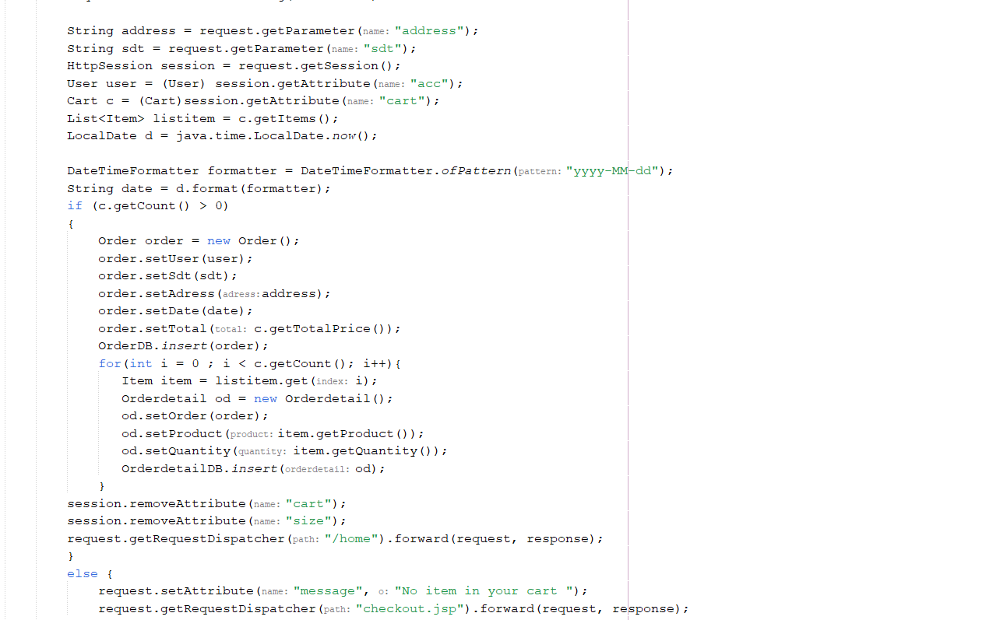 String address = request.getParameter(name: "address");
String sdt = request.getParameter(name: "sdt");
HttpSession session = request.getSession();
User user = (User) session.getAttribute(name: "acc");
Cart c = (Cart)session.getAttribute(name: "cart");
List<Item> listitem = c.getItems();
LocalDate d = java.time.LocalDate.now();
DateTimeFormatter formatter = DateTimeFormatter.ofPattern(pattern: "yyyy-MM-dd");
String date = d.format(formatter);
if (c.getCount() > 0)
{
Order order = new Order();
order.setUser(user);
order.setSdt(sdt);
order.setAdress(adress: address);
order.setDate(date);
order.setTotal(total: c.getTotalPrice());
OrderDB.insert(order);
for(int i = 0 ; i < c.getCount(); i++){
Item item = listitem.get(index: i);
Orderdetail od = new Orderdetail();
od.setOrder(order);
od.setProduct(product: item.getProduct());
od.setQuantity(quantity: item.getQuantity());
OrderdetailDB.insert(orderdetail: od);
}
session.removeAttribute(name: "cart");
session.removeAttribute(name: "size");
request.getRequestDispatcher(path: "/home").forward(request, response);
}
else {
request.setAttribute(name: "message", o: "No item in your cart ");
request.getRequestDispatcher(path: "checkout.jsp").forward(request, response);